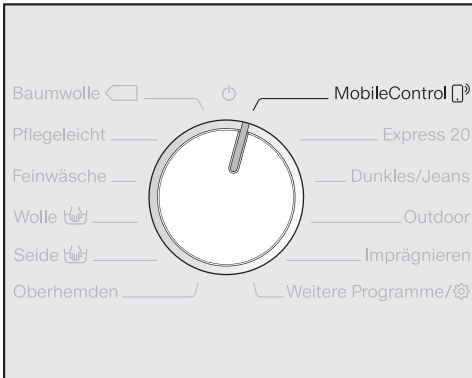 Baumwolle
MobileControl
Pflegeleicht
Express 20
Feinwäsche
Dunkles/Jeans
Wolle
Outdoor
Seide
Imprägnieren
Oberhemden
Weitere Programme/